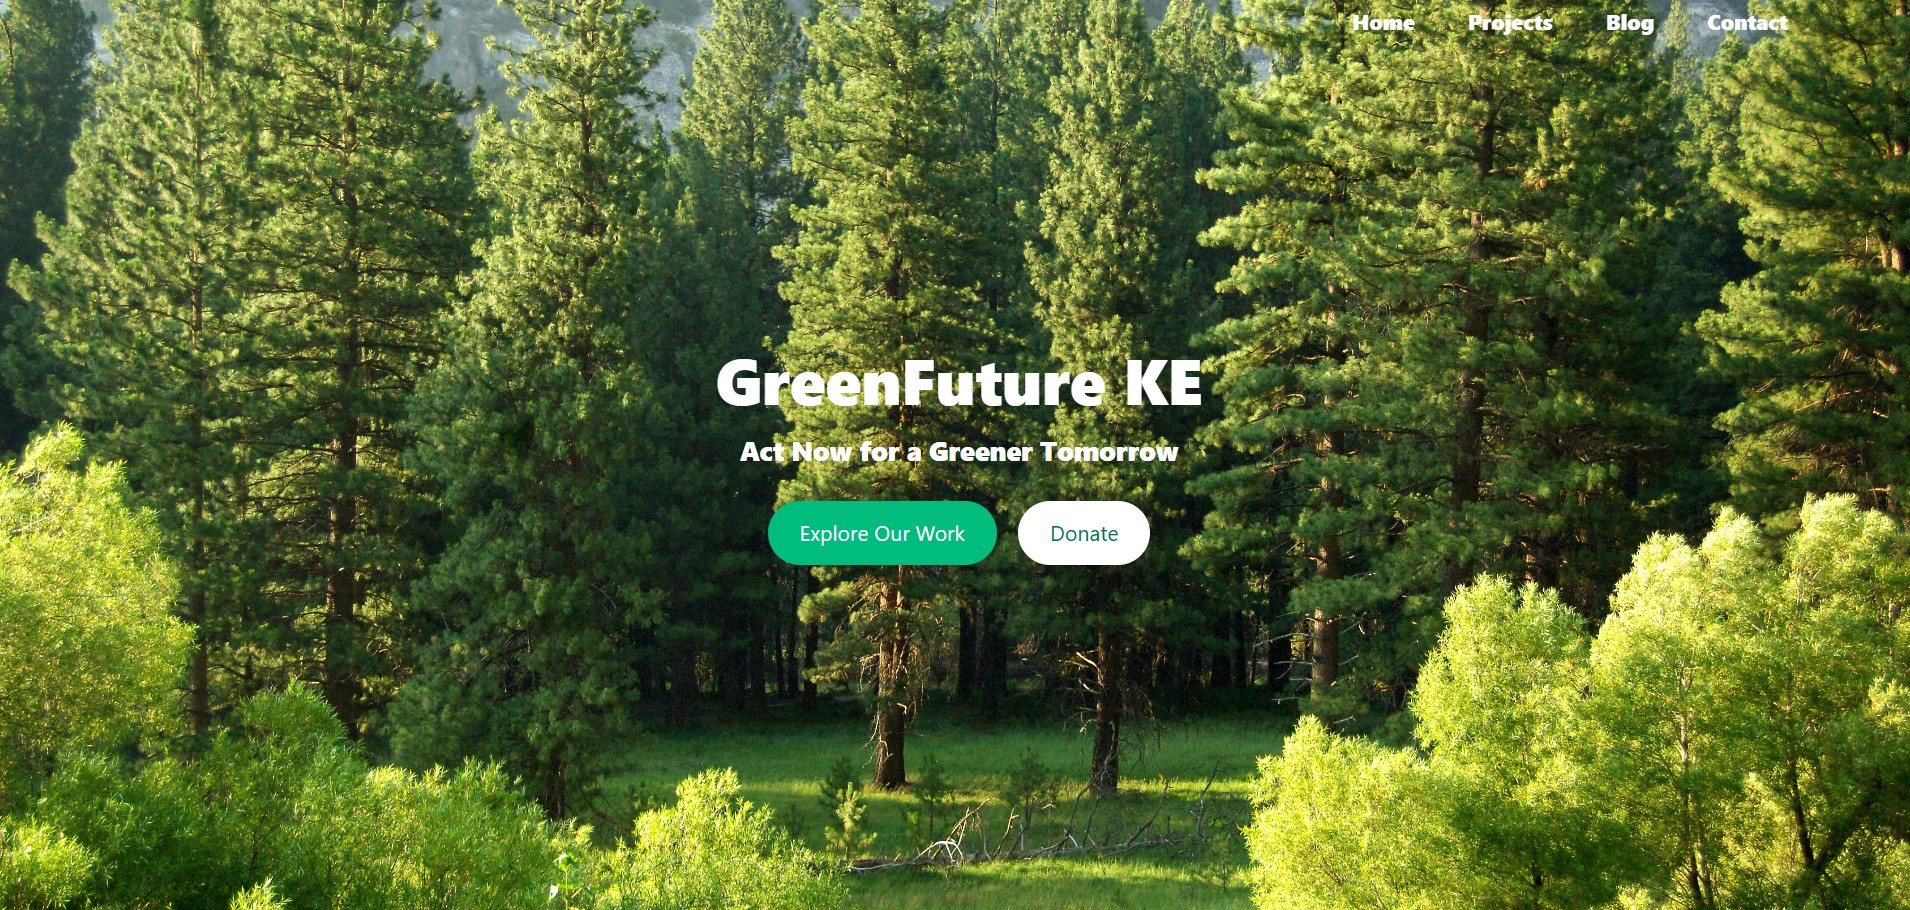 Home Projects Blog Contact
GreenFuture KE
Act Now for a Greener Tomorrow
Explore Our Work Donate